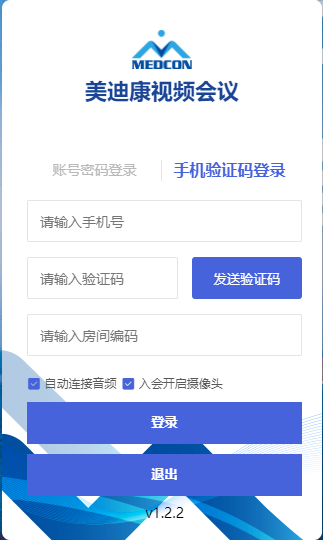 MEDCON
美迪康视频会议
账号密码登录 手机验证码登录
请输入手机号
请输入验证码 发送验证码
请输入房间编码
自动连接音频 入会开启摄像头
登录
退出
v1.2.2